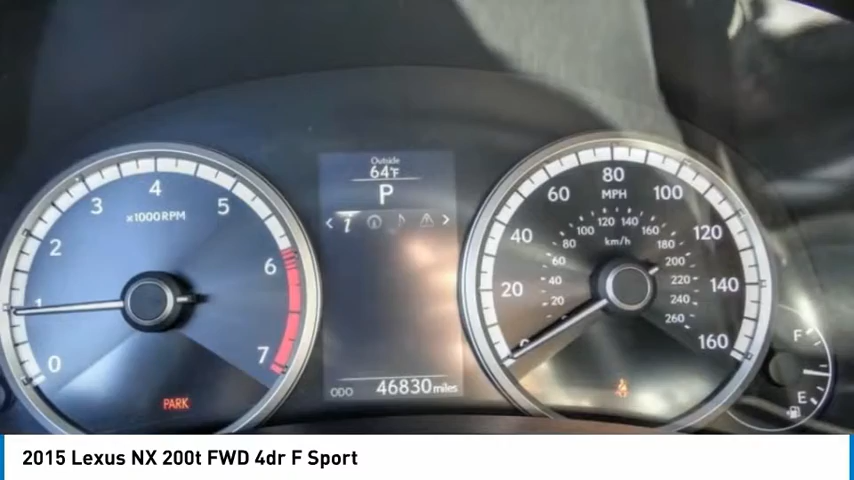 Outside
64°F
P
< i ♪ >
0
1
2
3
4
5
6
7
x1000RPM
PARK
ODO 46830 miles
0
20
40
60
80
100
120
140
160
MPH
20
40
60
80
100
120
140
160
180
200
220
240
260
km/h
F
E
2015 Lexus NX 200t FWD 4dr F Sport